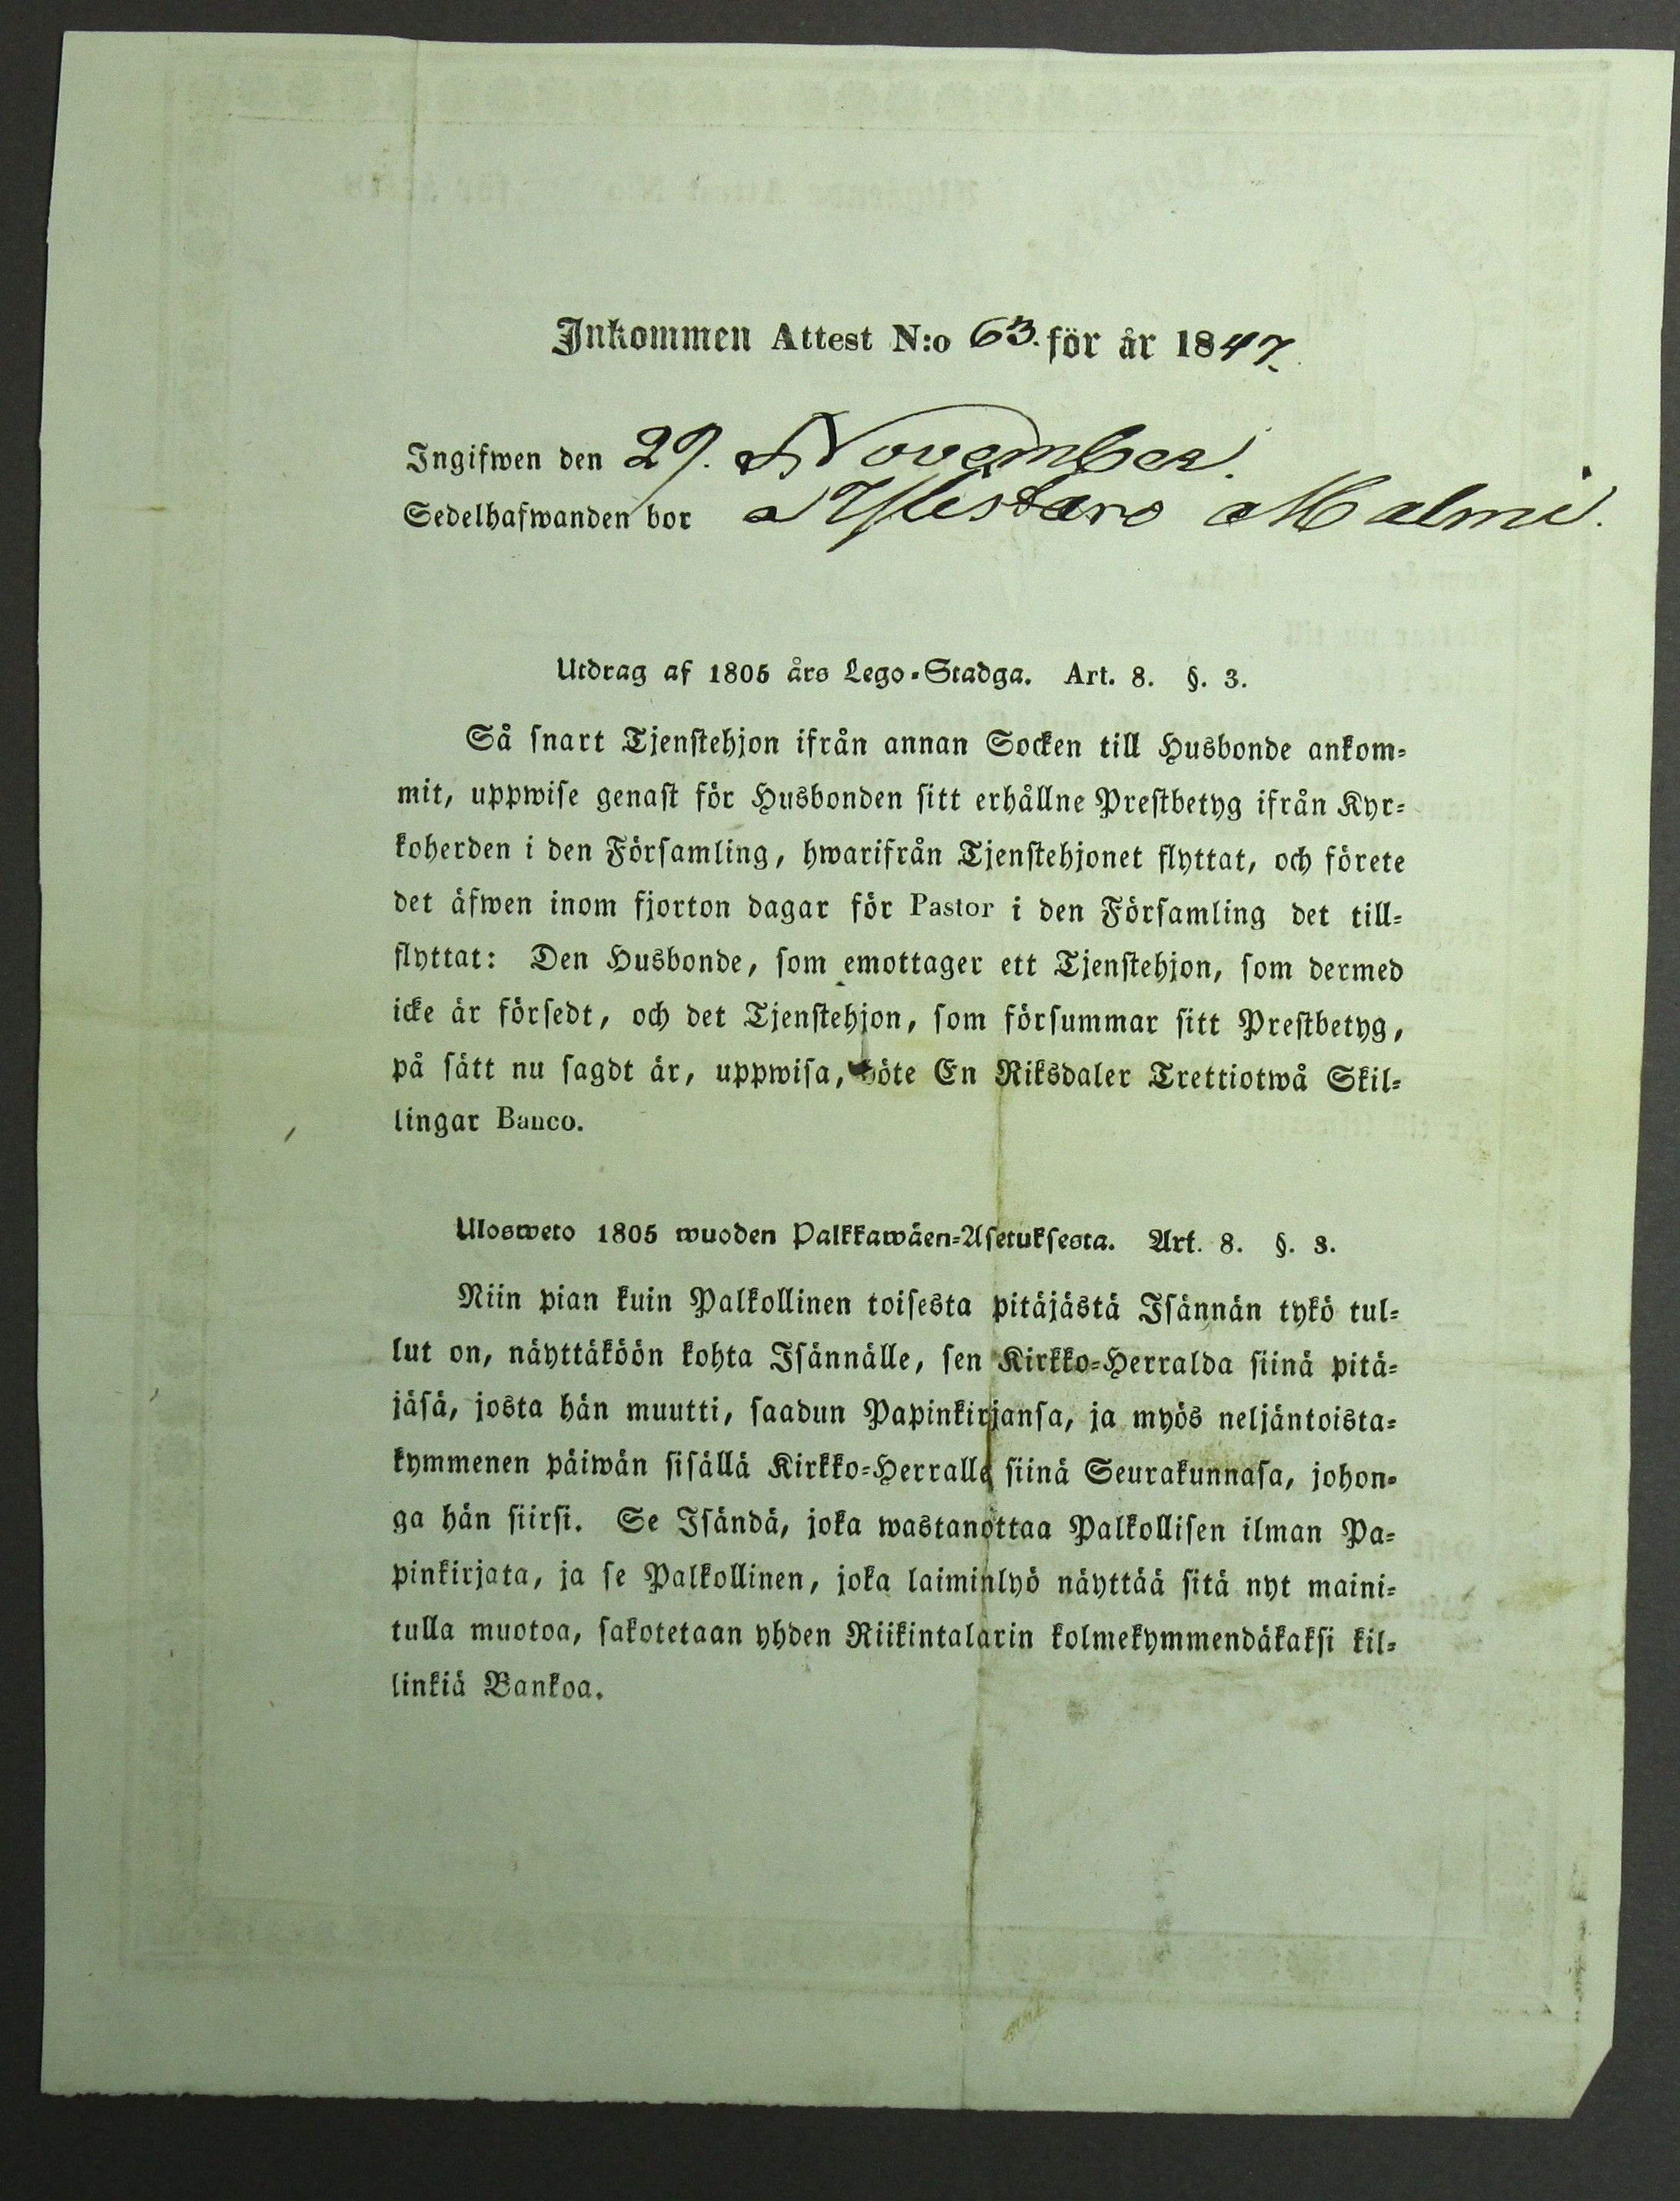 Inkommen Attest N:o 63. för år 1847.
Ingifwen den 29. November.
Sedelhafwanden bor Ylistaro Malmi.
Utdrag af 1805 års Lego-Stadga. Art. 8. §. 3.
Så snart Tjenstehjon ifrån annan Socken till Husbonde ankom-
mit, uppwise genast för Husbonden sitt erhållne Prestbetyg ifrån Kyr-
koherden i den Församling, hwarifrån Tjenstehjonet flyttat, och förete
det äfwen inom fjorton dagar för Pastor i den Församling det till-
flyttat: Den Husbonde, som emottager ett Tjenstehjon, som dermed
icke är försedt, och det Tjenstehjon, som försummar sitt Prestbetyg,
på sätt nu sagdt är, uppwisa, böte En Riksdaler Trettiotwå Skil-
lingar Banco.
Ulosweto 1805 wuoden Palkkawäen-Asetuksesta. Art. 8. §. 3.
Niin pian kuin Palkollinen toisesta pitäjästä Isännän tykö tul-
lut on, näyttäköön kohta Isännälle, sen Kirkko-Herralda siinä pitä-
jäsä, josta hän muutti, saadun Papinkirjansa, ja myös neljäntoista-
kymmenen päiwän sisällä Kirkko-Herralle siinä Seurakunnasa, johon-
ga hän siirsi. Se Isändä, joka wastanottaa Palkollisen ilman Pa-
pinkirjata, ja se Palkollinen, joka laiminlyö näyttää sitä nyt maini-
tulla muotoa, sakotetaan yhden Riikintalarin kolmekymmendäkaksi kil-
linkiä Bankoa.